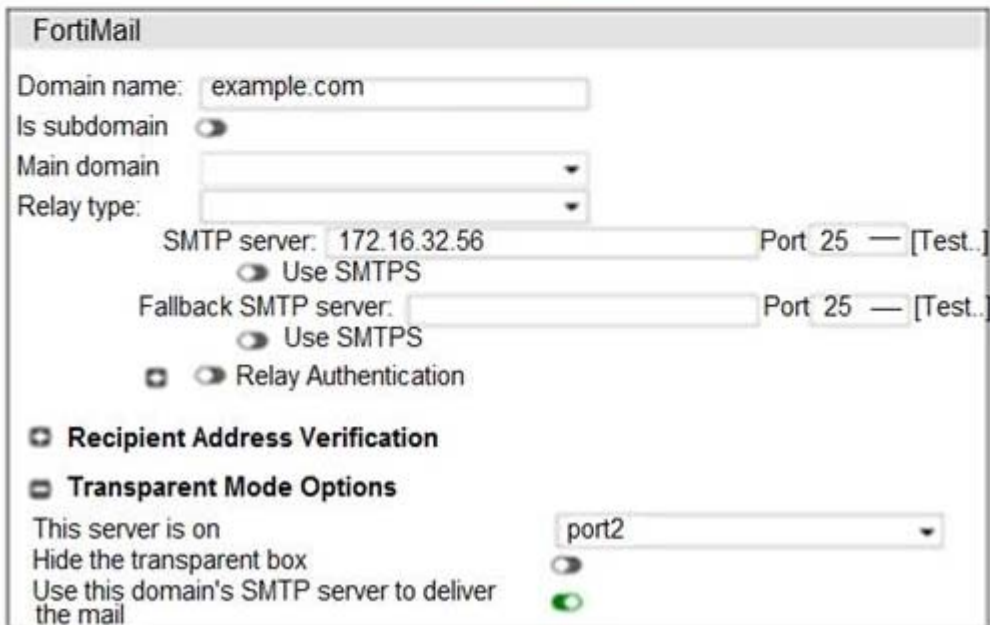 FortiMail
Domain name: example.com
Is subdomain
Main domain
Relay type:
SMTP server: 172.16.32.56 Port 25 [Test..]
Use SMTPS
Fallback SMTP server: Port 25 [Test..]
Use SMTPS
Relay Authentication
Recipient Address Verification
Transparent Mode Options
This server is on port2
Hide the transparent box
Use this domain's SMTP server to deliver
the mail